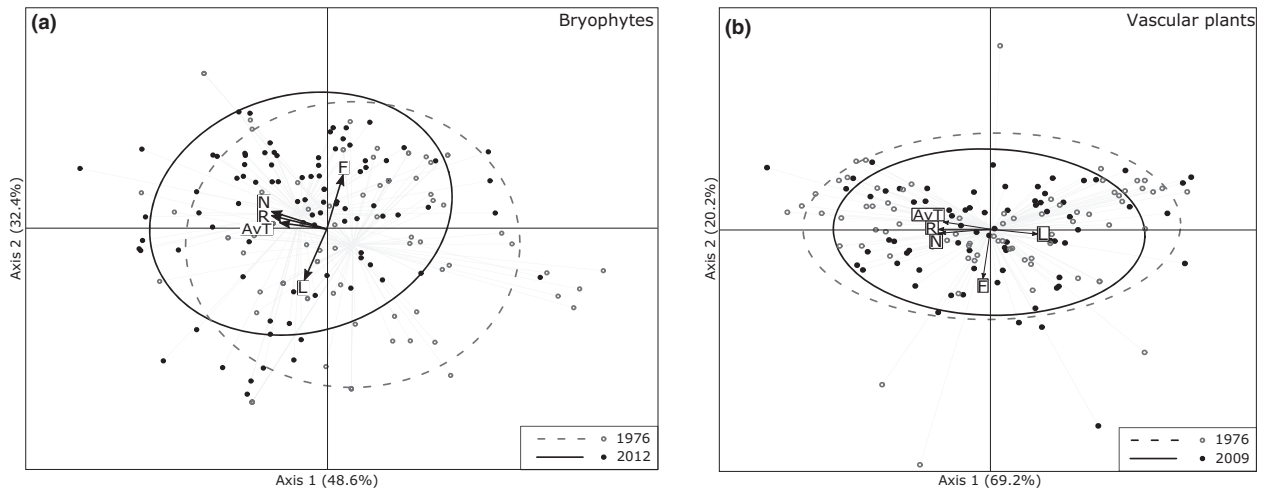 (a)
Bryophytes
F
N
R
AvT
L
Axis 2 (32.4%)
Axis 1 (48.6%)
1976
2012
(b)
Vascular plants
AvT
R
N
L
F
Axis 2 (20.2%)
Axis 1 (69.2%)
1976
2009